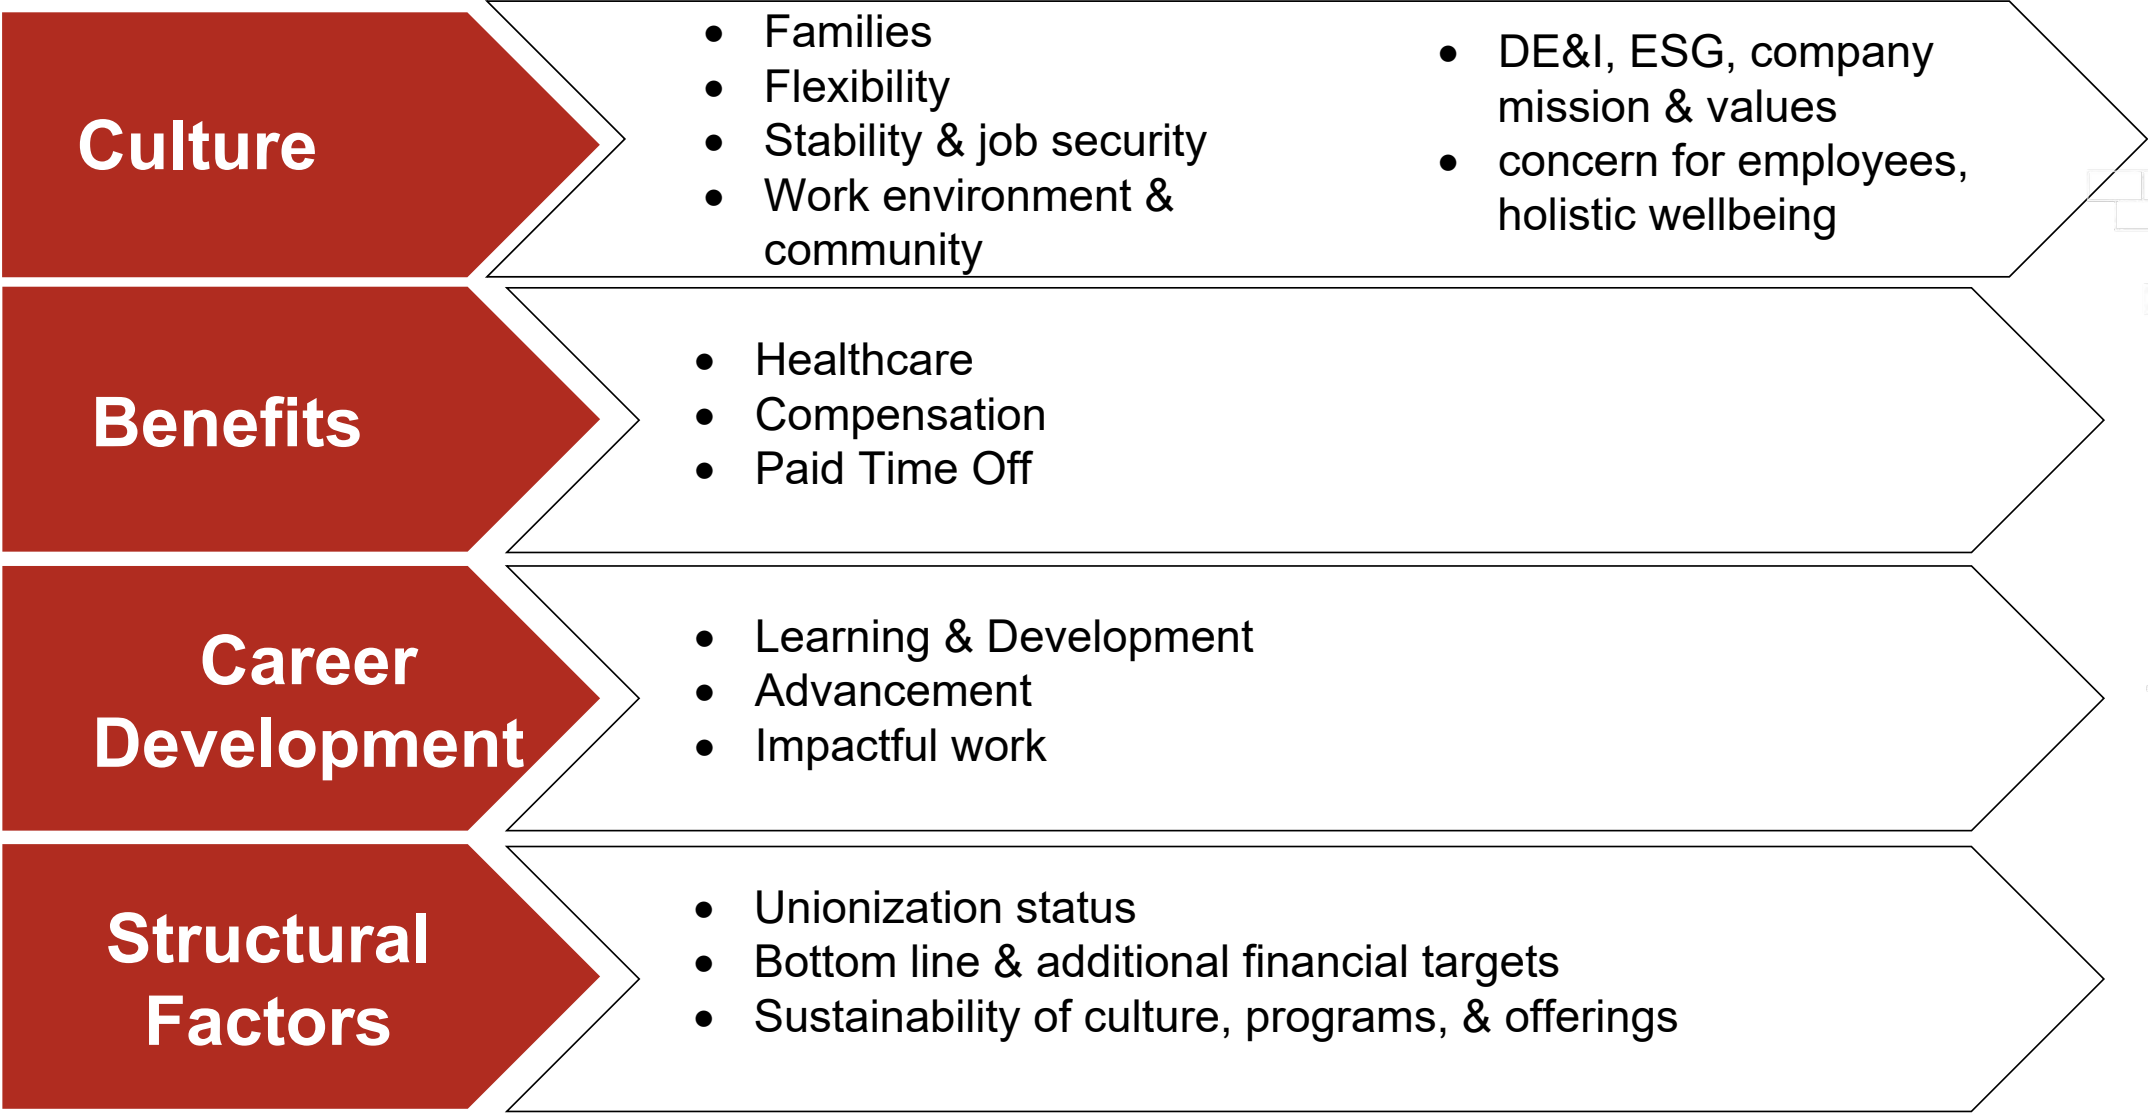 Culture
• Families
• Flexibility
• Stability & job security
• Work environment &
community
• DE&I, ESG, company
mission & values
• concern for employees,
holistic wellbeing
Benefits
• Healthcare
• Compensation
• Paid Time Off
Career
Development
• Learning & Development
• Advancement
• Impactful work
Structural
Factors
• Unionization status
• Bottom line & additional financial targets
• Sustainability of culture, programs, & offerings